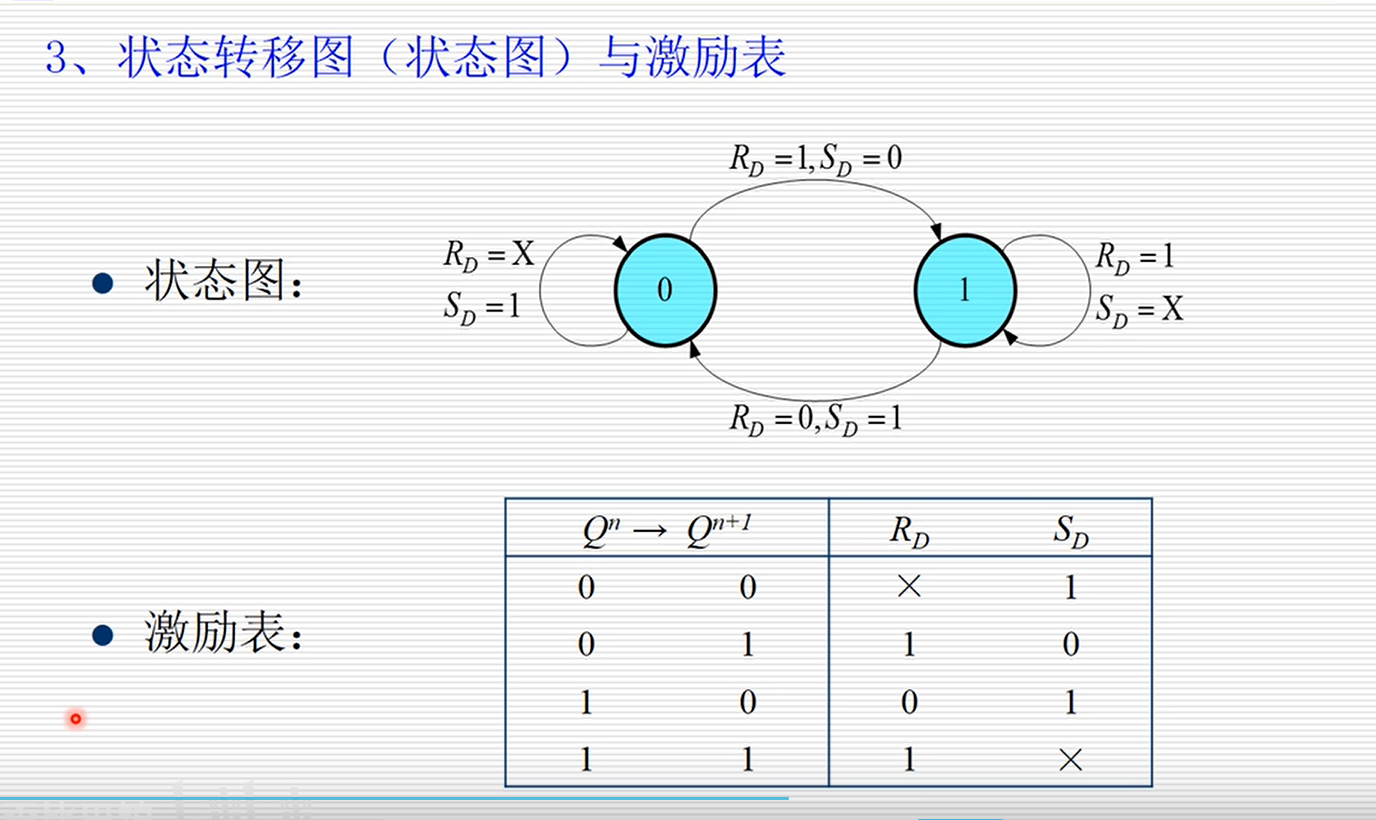 3、状态转移图（状态图）与激励表
R_D =1,S_D =0
R_D = X
S_D =1
0
1
R_D =1
S_D = X
R_D =0,S_D =1
● 状态图：
Qⁿ → Qⁿ⁺¹ R_D S_D
0 0 × 1
0 1 1 0
1 0 0 1
1 1 1 ×
● 激励表：